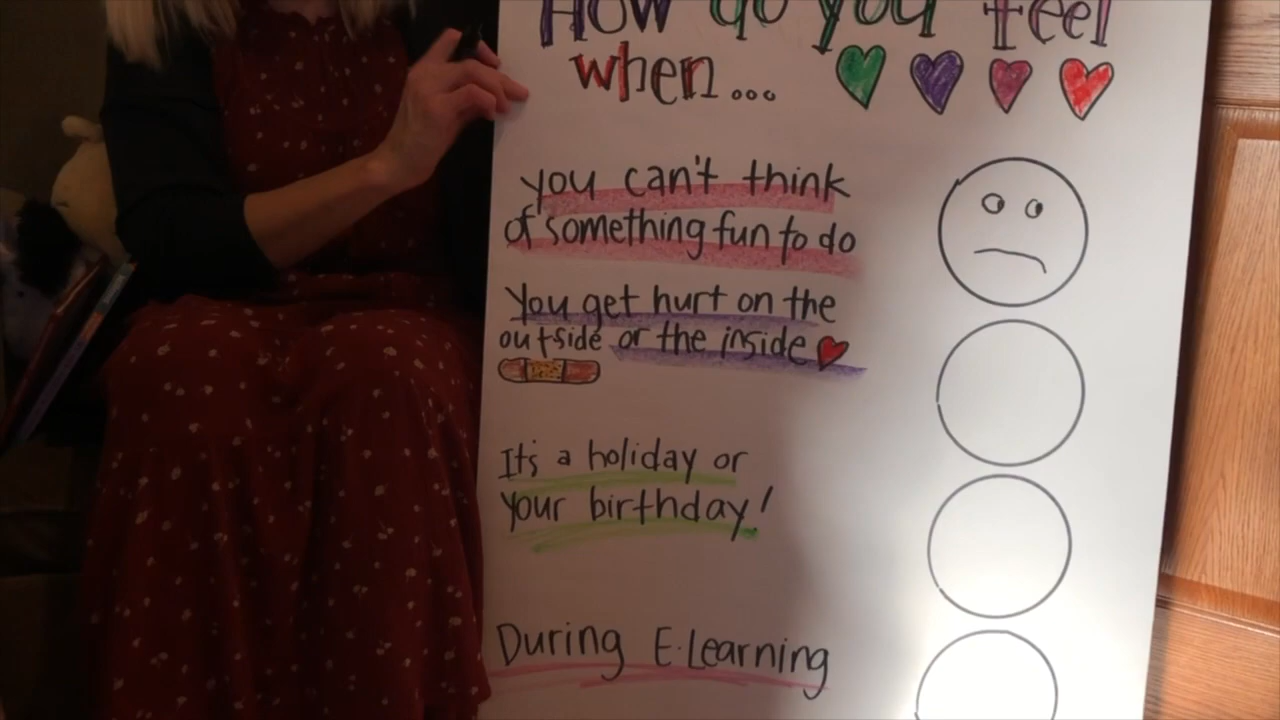 How do you feel
when...
you can't think
of something fun to do
You get hurt on the
outside or the inside
It's a holiday or
your birthday!
During E-Learning